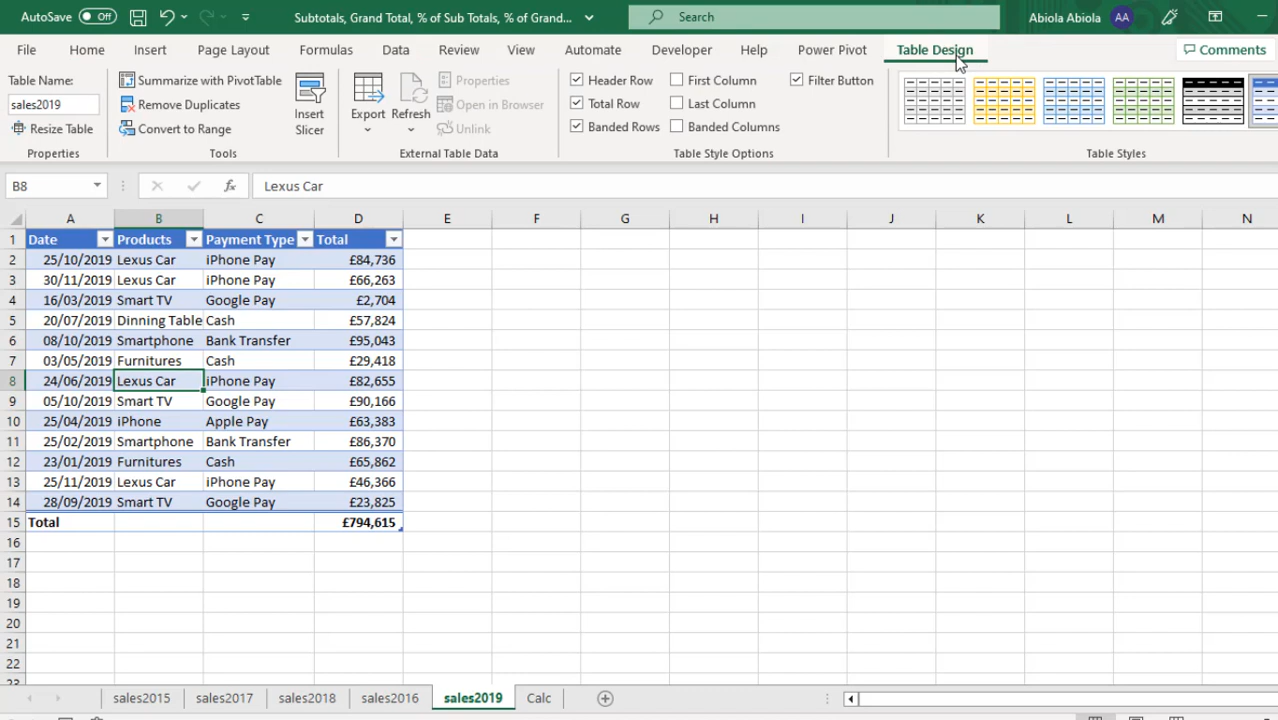 AutoSave Off Subtotals, Grand Total, % of Sub Totals, % of Grand... Search Abiola Abiola AA
File Home Insert Page Layout Formulas Data Review View Automate Developer Help Power Pivot Table Design Comments
Table Name: Summarize with PivotTable Properties Header Row First Column Filter Button
sales2019 Remove Duplicates Insert Slicer Export Refresh Open in Browser Total Row Last Column
Resize Table Convert to Range Unlink Banded Rows Banded Columns
Properties Tools External Table Data Table Style Options Table Styles
B8 fx Lexus Car
A B C D E F G H I J K L M N
1 Date Products Payment Type Total
2 25/10/2019 Lexus Car iPhone Pay £84,736
3 30/11/2019 Lexus Car iPhone Pay £66,263
4 16/03/2019 Smart TV Google Pay £2,704
5 20/07/2019 Dinning Table Cash £57,824
6 08/10/2019 Smartphone Bank Transfer £95,043
7 03/05/2019 Furnitures Cash £29,418
8 24/06/2019 Lexus Car iPhone Pay £82,655
9 05/10/2019 Smart TV Google Pay £90,166
10 25/04/2019 iPhone Apple Pay £63,383
11 25/02/2019 Smartphone Bank Transfer £86,370
12 23/01/2019 Furnitures Cash £65,862
13 25/11/2019 Lexus Car iPhone Pay £46,366
14 28/09/2019 Smart TV Google Pay £23,825
15 Total £794,615
16
17
18
19
20
21
22
23
sales2015 sales2017 sales2018 sales2016 sales2019 Calc